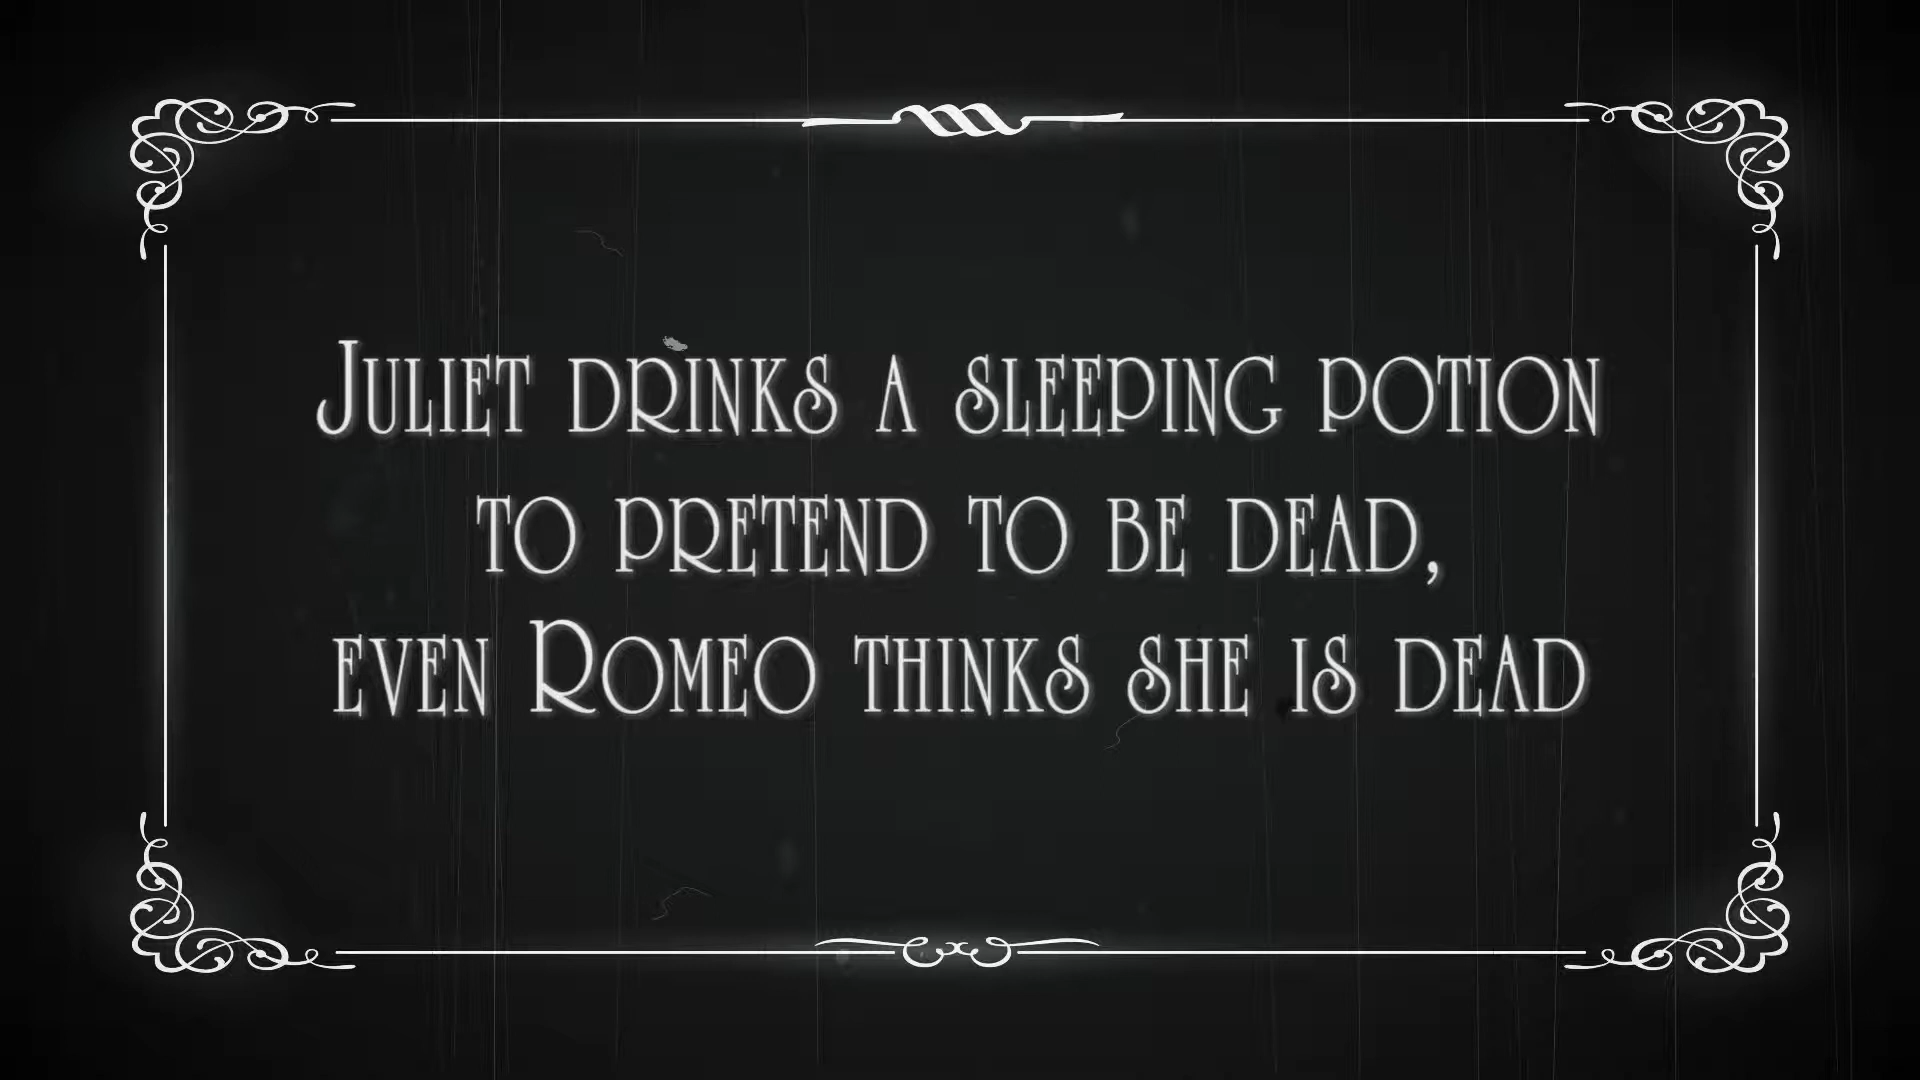 Juliet drinks a sleeping potion
to pretend to be dead,
even Romeo thinks she is dead